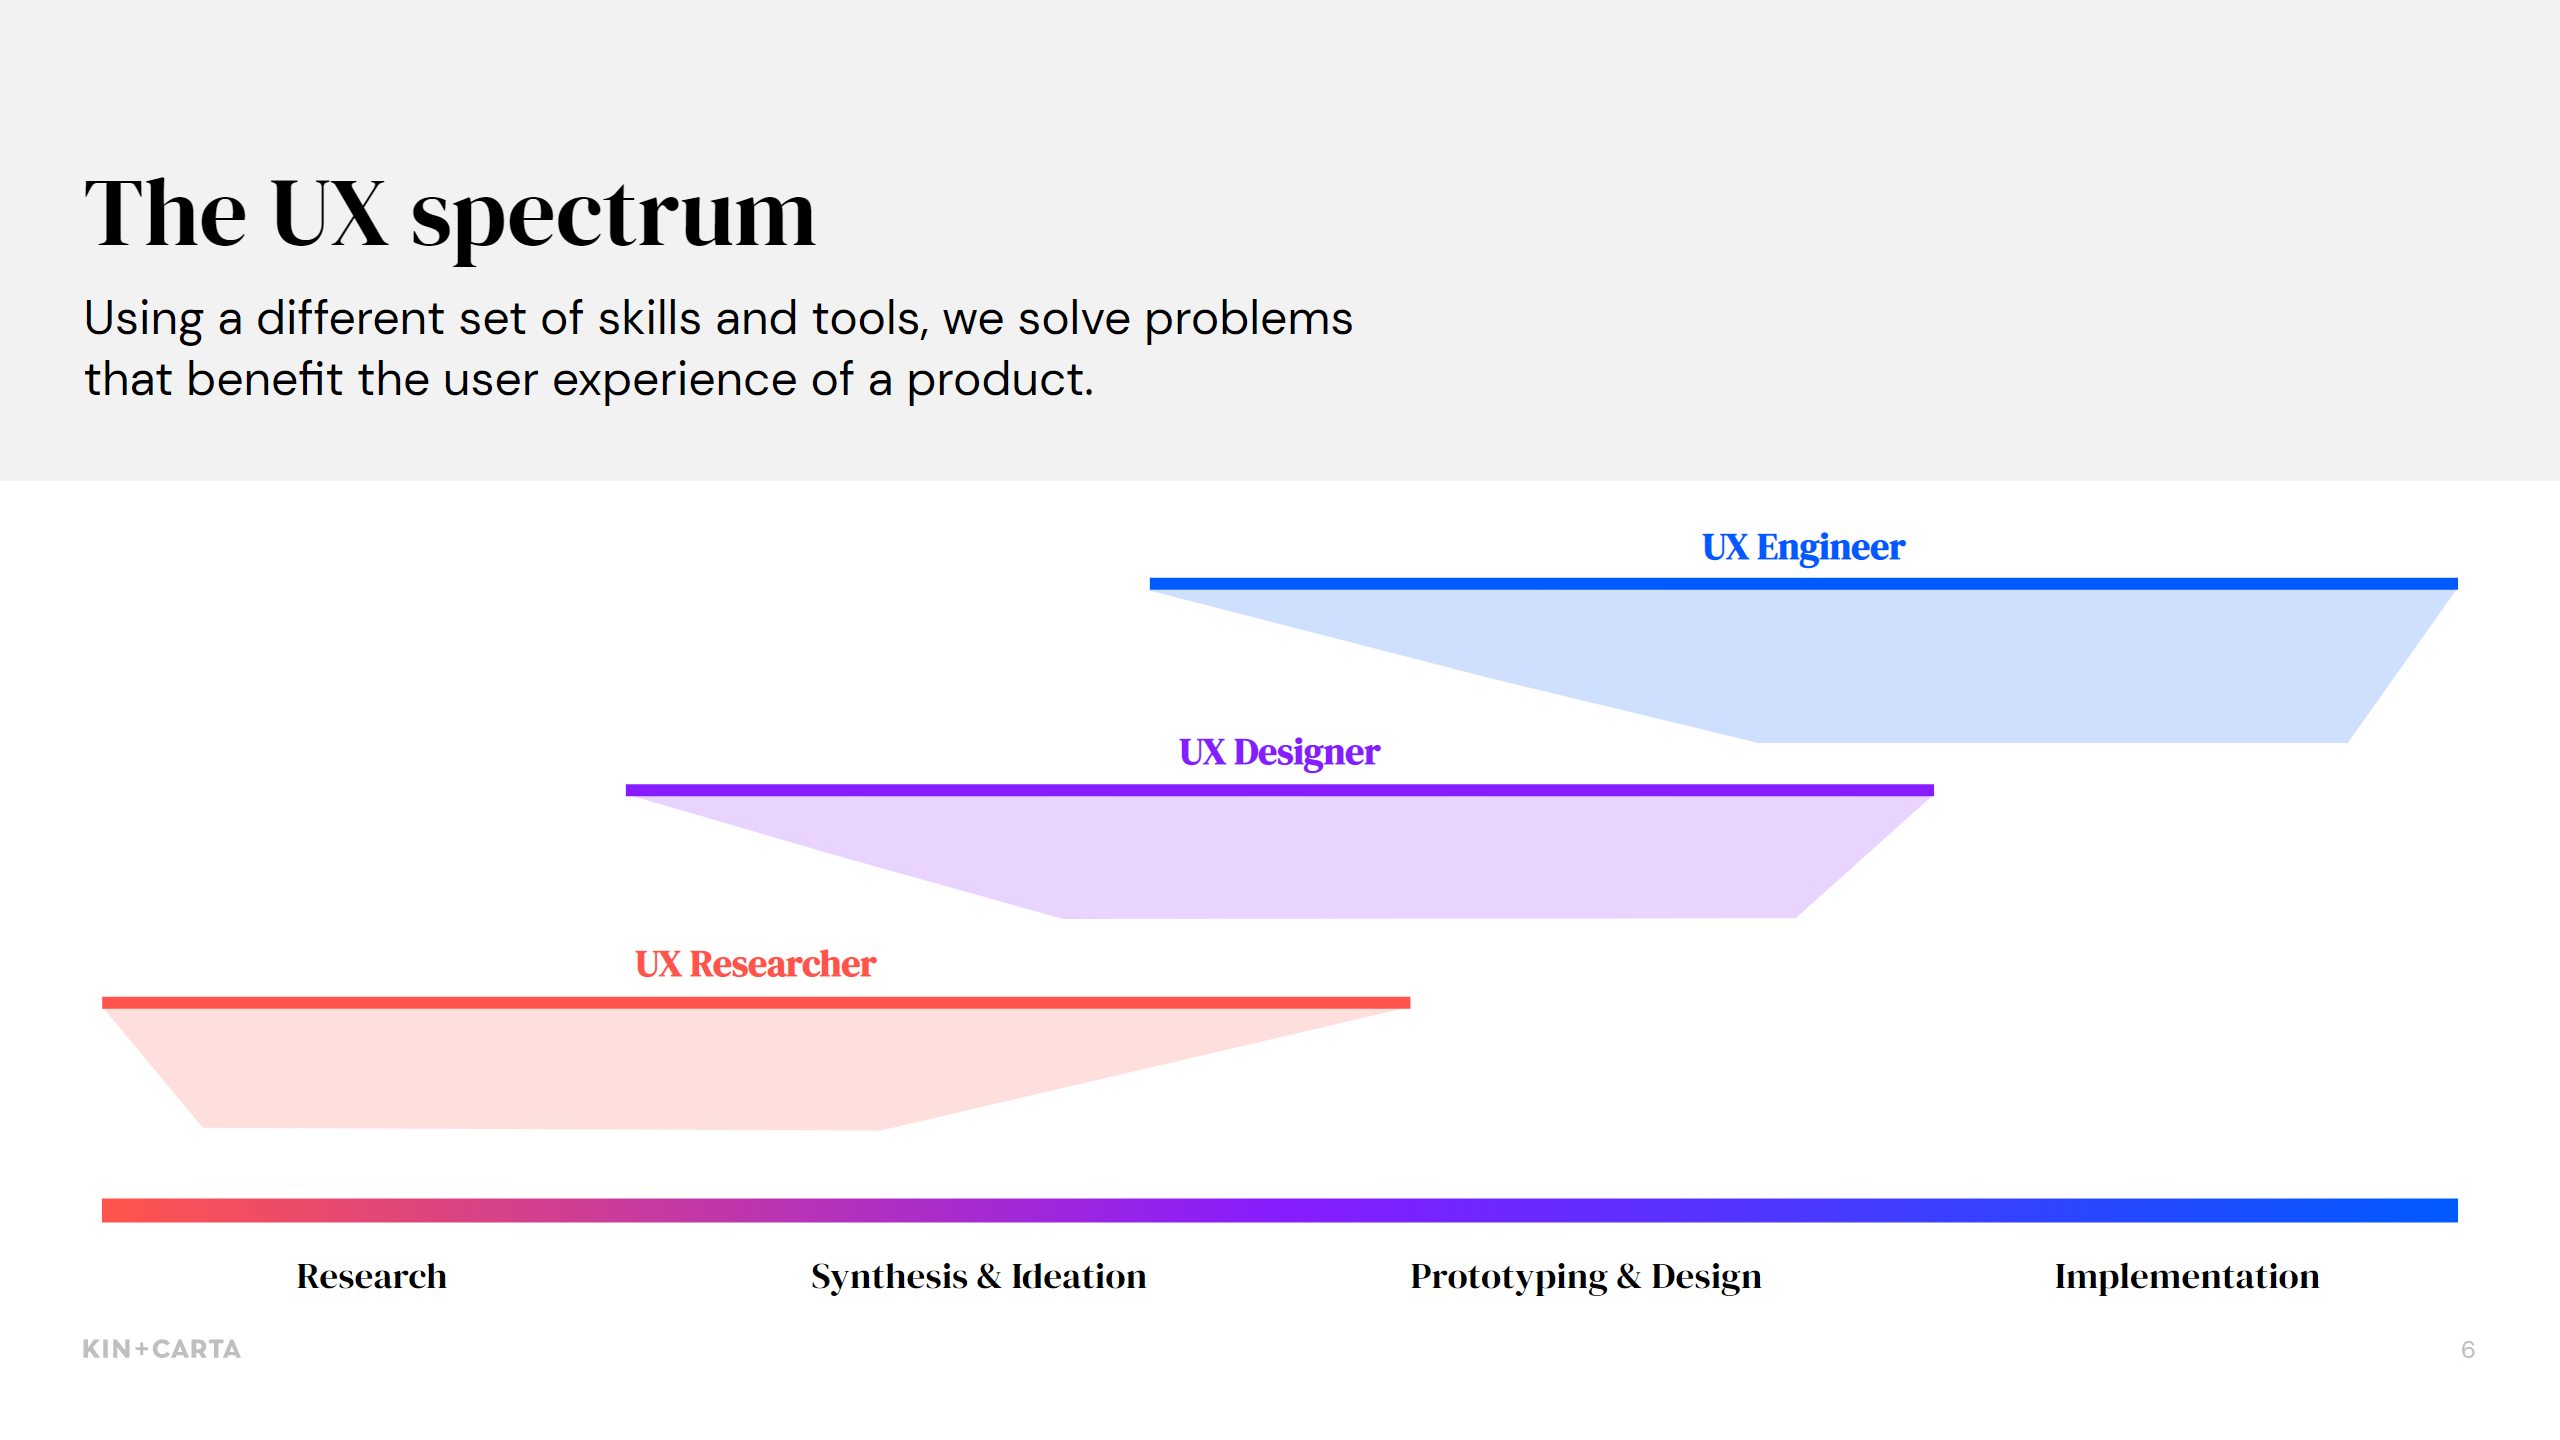 The UX spectrum
Using a different set of skills and tools, we solve problems
that benefit the user experience of a product.
UX Engineer
UX Designer
UX Researcher
Research
Synthesis & Ideation
Prototyping & Design
Implementation
KIN+CARTA
6